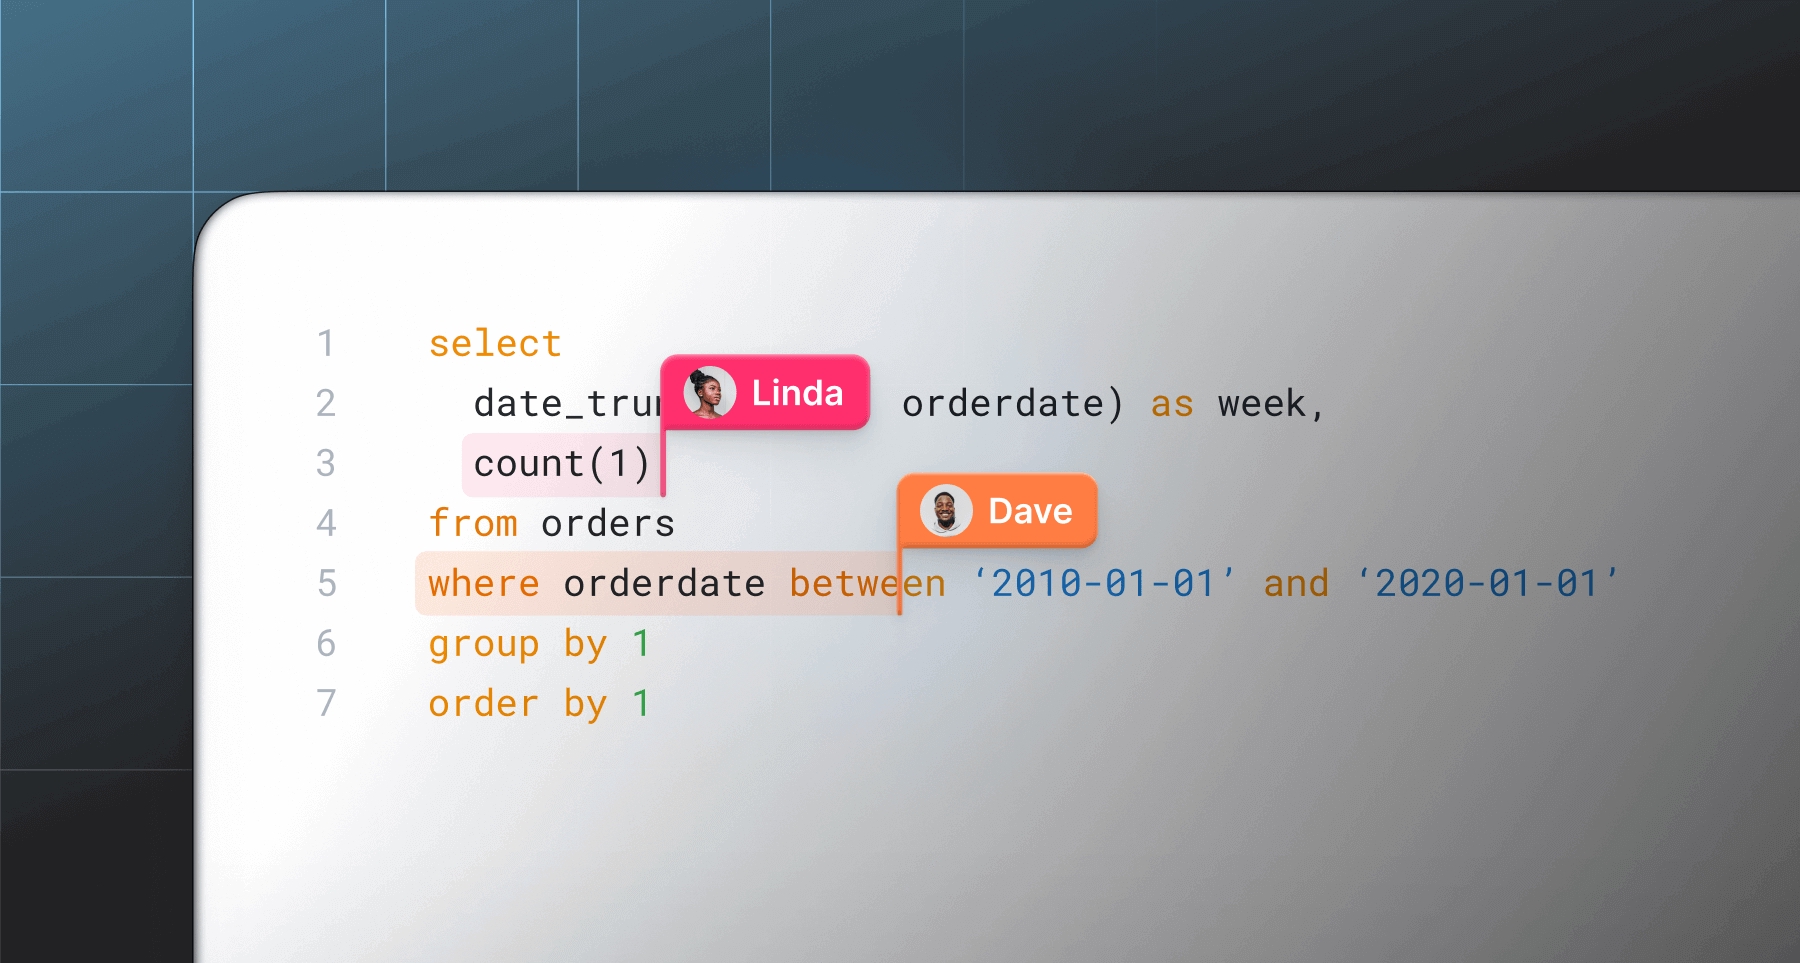 1 select
2 date_trun orderdate) as week,
Linda
3 count(1)
4 from orders
Dave
5 where orderdate between ‘2010-01-01’ and ‘2020-01-01’
6 group by 1
7 order by 1